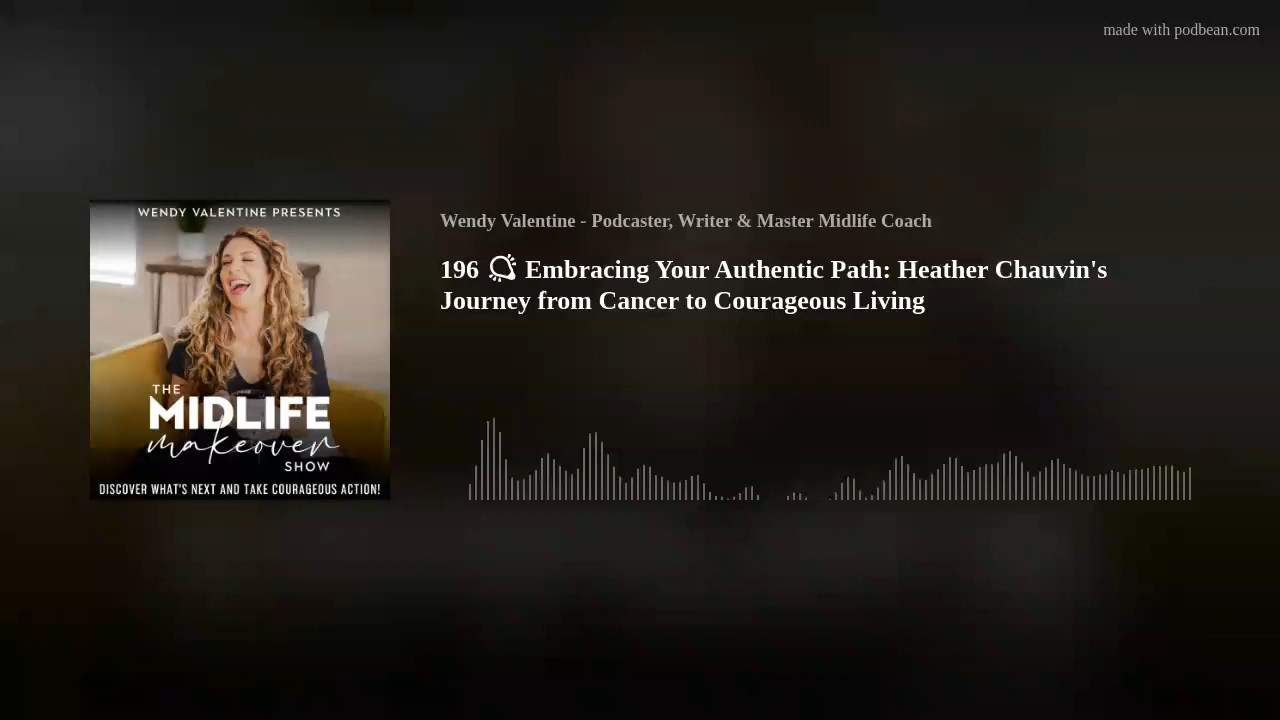 made with podbean.com
WENDY VALENTINE PRESENTS
THE
MIDLIFE
makeover
SHOW
DISCOVER WHAT'S NEXT AND TAKE COURAGEOUS ACTION!
Wendy Valentine - Podcaster, Writer & Master Midlife Coach
196 Embracing Your Authentic Path: Heather Chauvin's
Journey from Cancer to Courageous Living